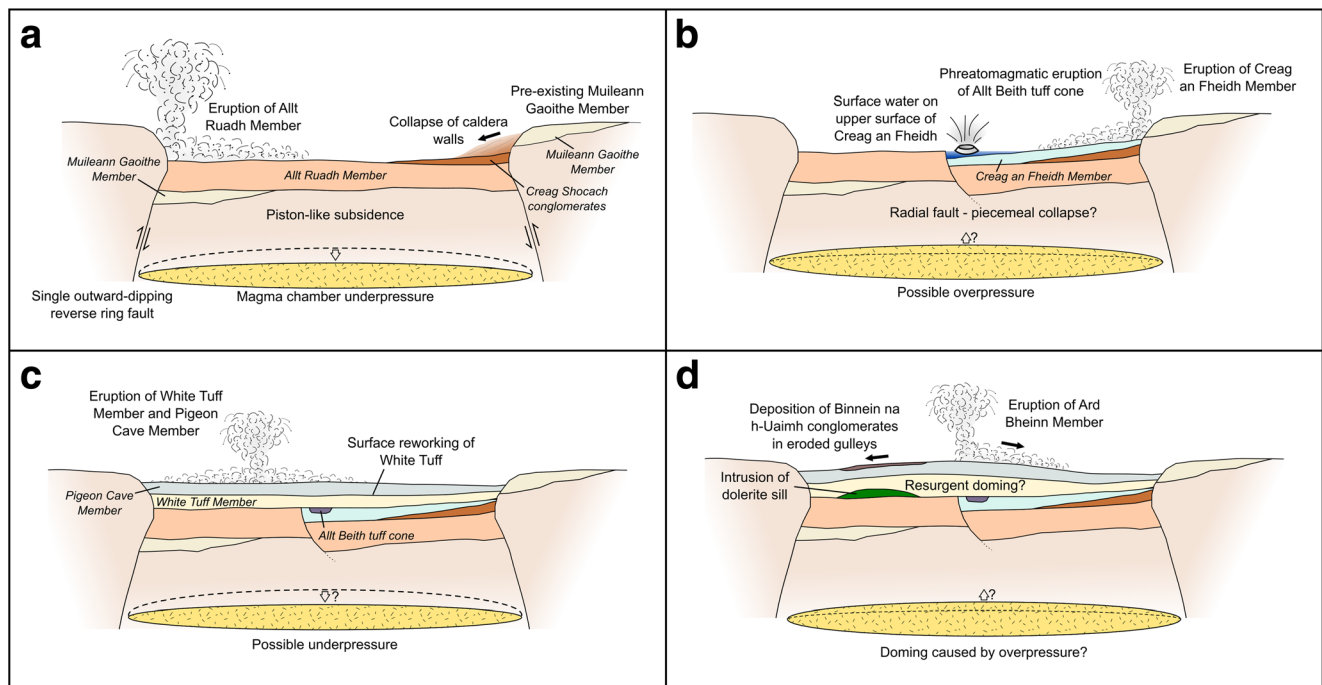 a
Eruption of Allt
Ruadh Member
Pre-existing Muileann
Gaoithe Member
Collapse of caldera
walls
Muileann Gaoithe
Member
Muileann Gaoithe
Member
Allt Ruadh Member
Creag Shocach
conglomerates
Piston-like subsidence
Single outward-dipping
reverse ring fault
Magma chamber underpressure
b
Phreatomagmatic eruption
of Allt Beith tuff cone
Eruption of Creag
an Fheidh Member
Surface water on
upper surface of
Creag an Fheidh
Creag an Fheidh Member
Radial fault - piecemeal collapse?
?
Possible overpressure
c
Eruption of White Tuff
Member and Pigeon
Cave Member
Surface reworking of
White Tuff
Pigeon Cave
Member
White Tuff Member
Allt Beith tuff cone
?
Possible underpressure
d
Deposition of Binnein na
h-Uaimh conglomerates
in eroded gulleys
Eruption of Ard
Bheinn Member
Intrusion of
dolerite sill
Resurgent doming?
?
Doming caused by overpressure?